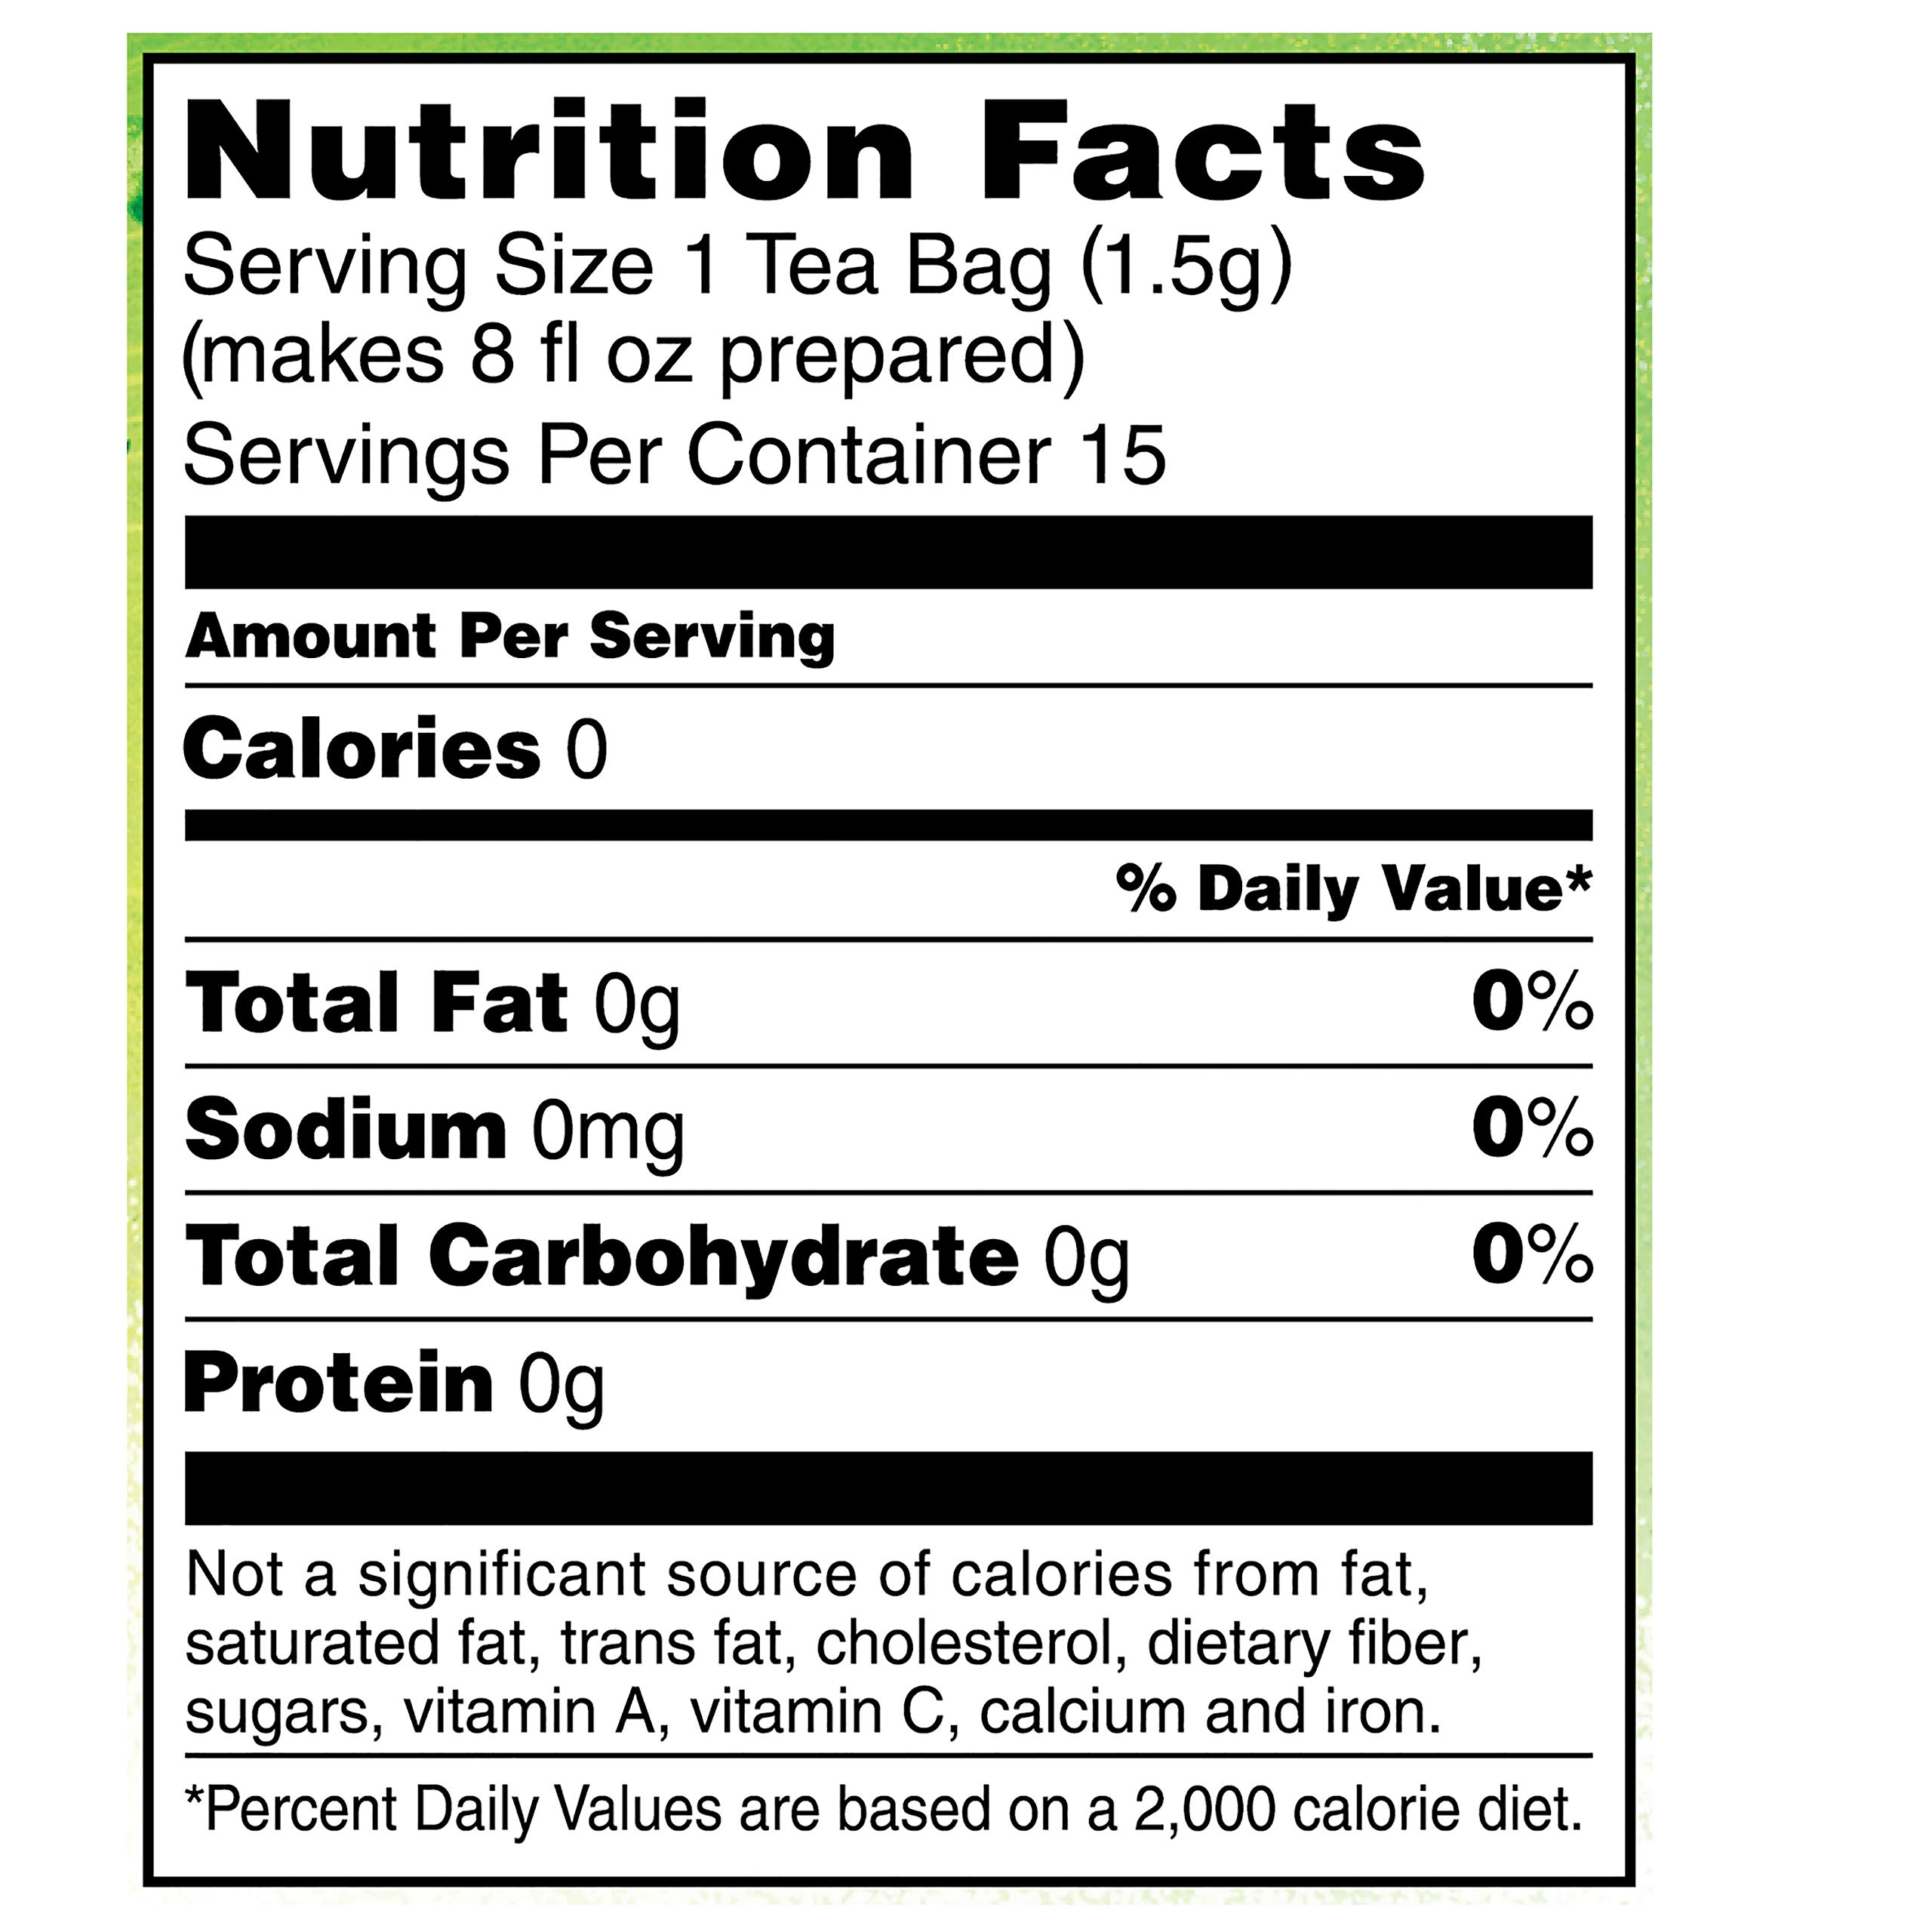 Nutrition Facts
Serving Size 1 Tea Bag (1.5g)
(makes 8 fl oz prepared)
Servings Per Container 15
Amount Per Serving
Calories 0
% Daily Value*
Total Fat 0g 0%
Sodium 0mg 0%
Total Carbohydrate 0g 0%
Protein 0g
Not a significant source of calories from fat,
saturated fat, trans fat, cholesterol, dietary fiber,
sugars, vitamin A, vitamin C, calcium and iron.
*Percent Daily Values are based on a 2,000 calorie diet.